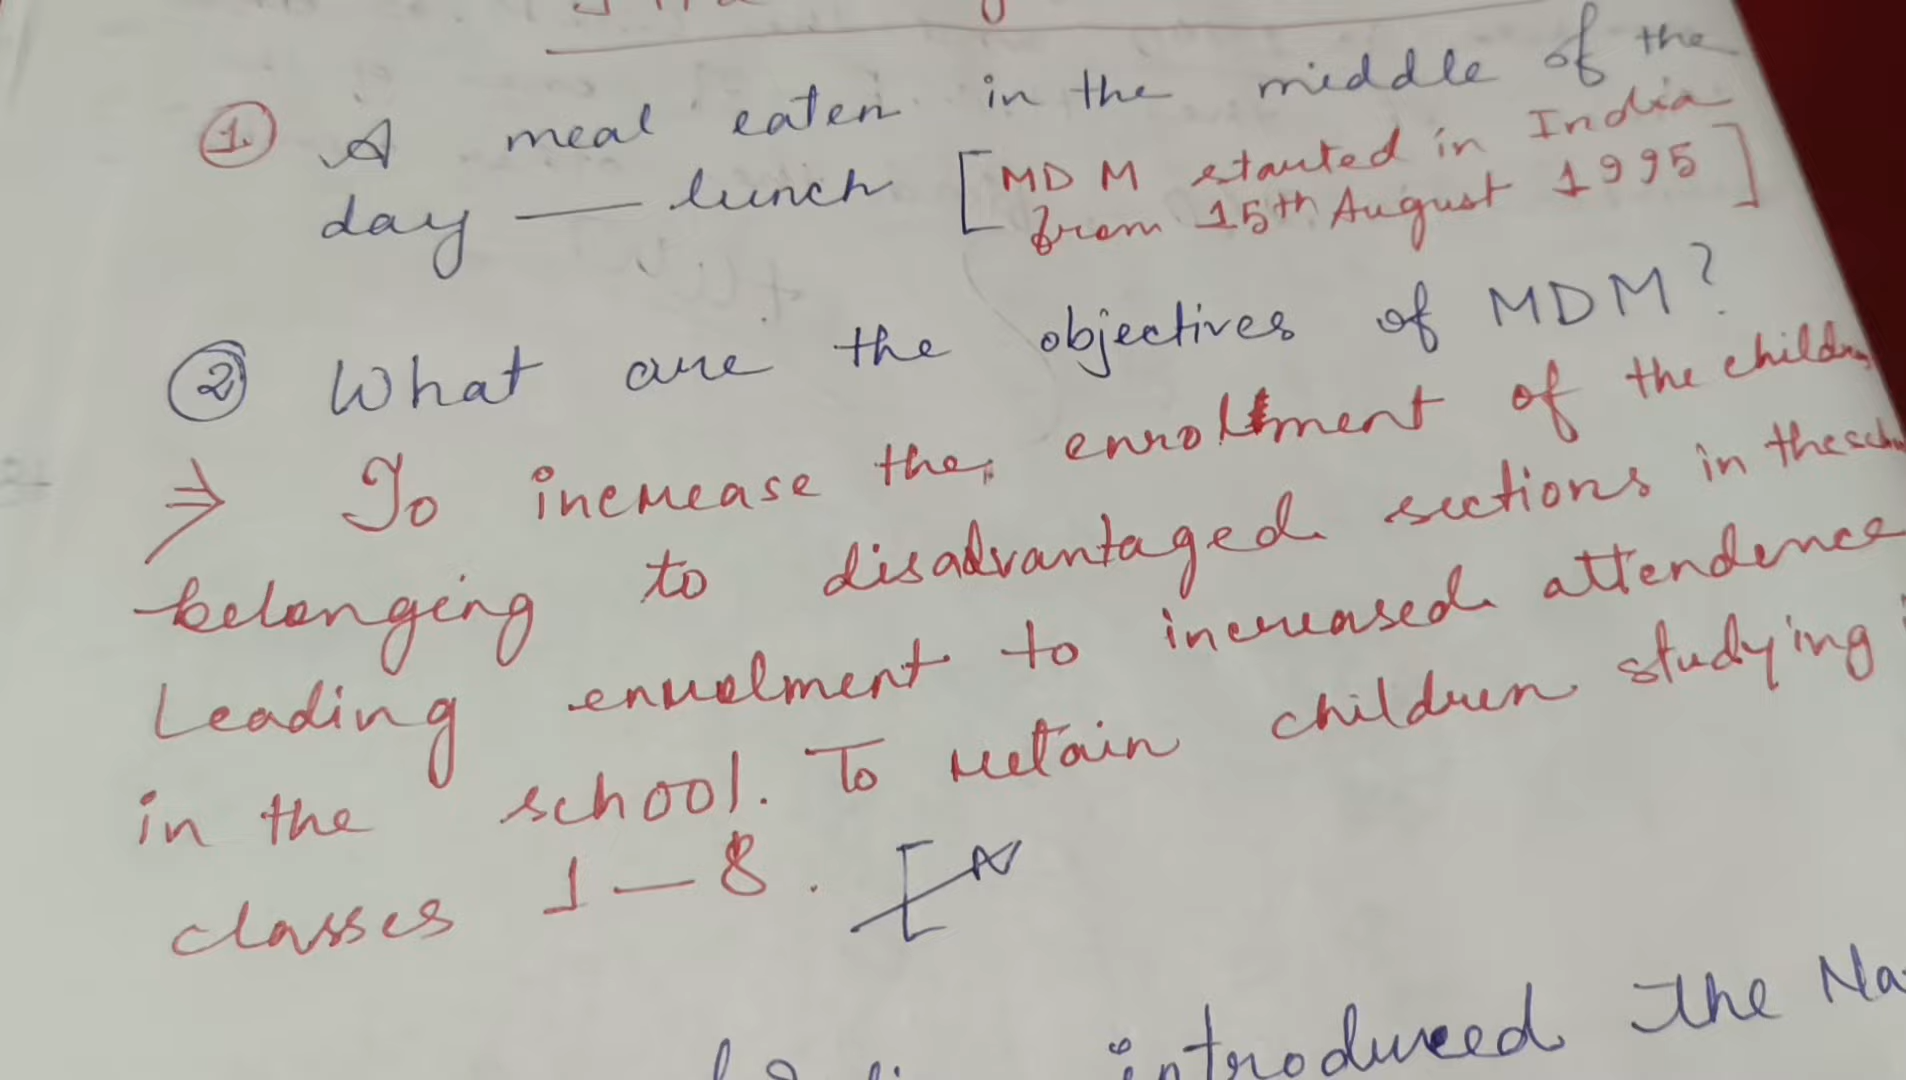 1. A meal eaten in the middle of the
day — lunch [MDM started in India
from 15th August 1995]
2 What are the objectives of MDM?
⇒ To increase the enrollment of the
belonging to disadvantaged sections in the
Leading enrolment to increased attendence
in the school. To retain children studying
classes 1 — 8.
introduced The